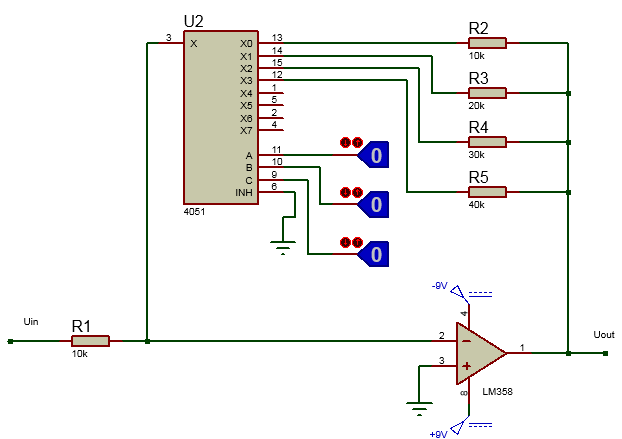 U2
3 X X0 13
X1 14
X2 15
X3 12
X4 1
X5 5
X6 2
X7 4
A 11
B 10
C 9
INH 6
4051
0
0
0
R2
10k
R3
20k
R4
30k
R5
40k
Uin
R1
10k
-9V
4
2
3
1
8
LM358
+9V
Uout